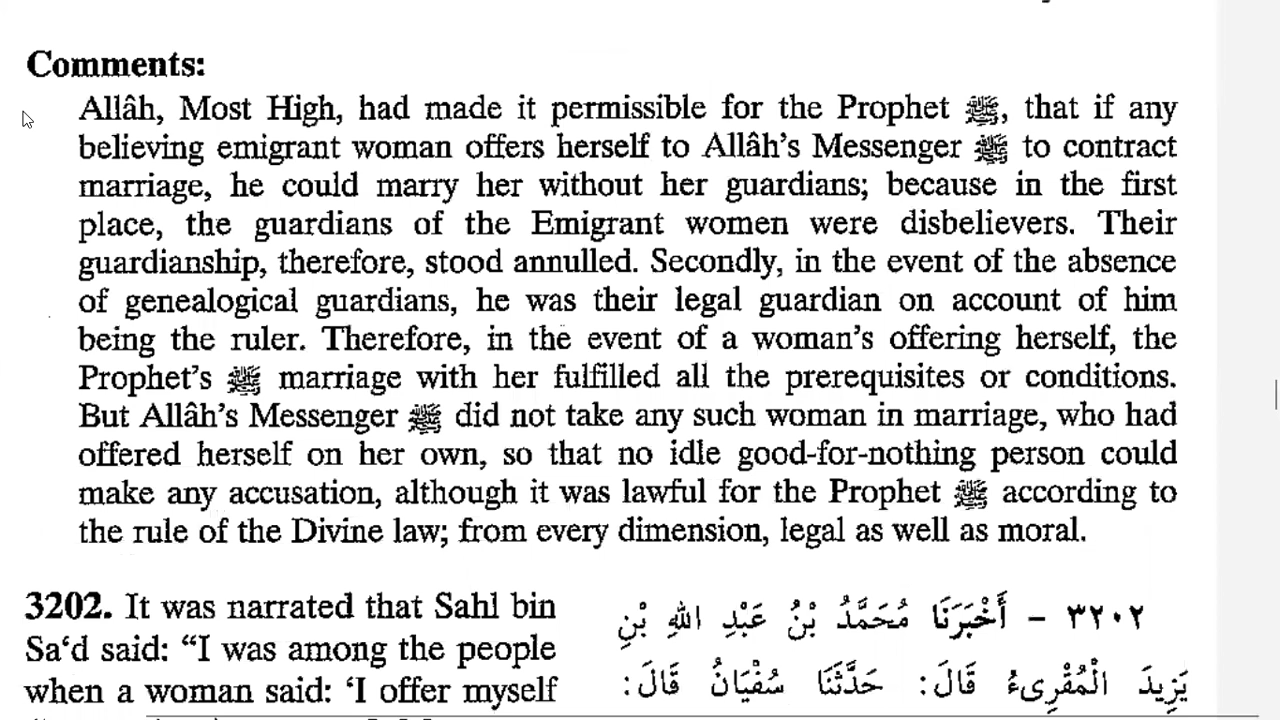 Comments:
Allâh, Most High, had made it permissible for the Prophet ﷺ, that if any
believing emigrant woman offers herself to Allâh's Messenger ﷺ to contract
marriage, he could marry her without her guardians; because in the first
place, the guardians of the Emigrant women were disbelievers. Their
guardianship, therefore, stood annulled. Secondly, in the event of the absence
of genealogical guardians, he was their legal guardian on account of him
being the ruler. Therefore, in the event of a woman's offering herself, the
Prophet's ﷺ marriage with her fulfilled all the prerequisites or conditions.
But Allâh's Messenger ﷺ did not take any such woman in marriage, who had
offered herself on her own, so that no idle good-for-nothing person could
make any accusation, although it was lawful for the Prophet ﷺ according to
the rule of the Divine law; from every dimension, legal as well as moral.
3202. It was narrated that Sahl bin
Sa‘d said: “I was among the people
when a woman said: ‘I offer myself
٣٢٠٢ - أَخْبَرَنَا مُحَمَّدُ بْنُ عَبْدِ اللهِ بْنِ
يَزِيدَ الْمُقْرِىءُ قَالَ: حَدَّثَنَا سُفْيَانُ قَالَ: